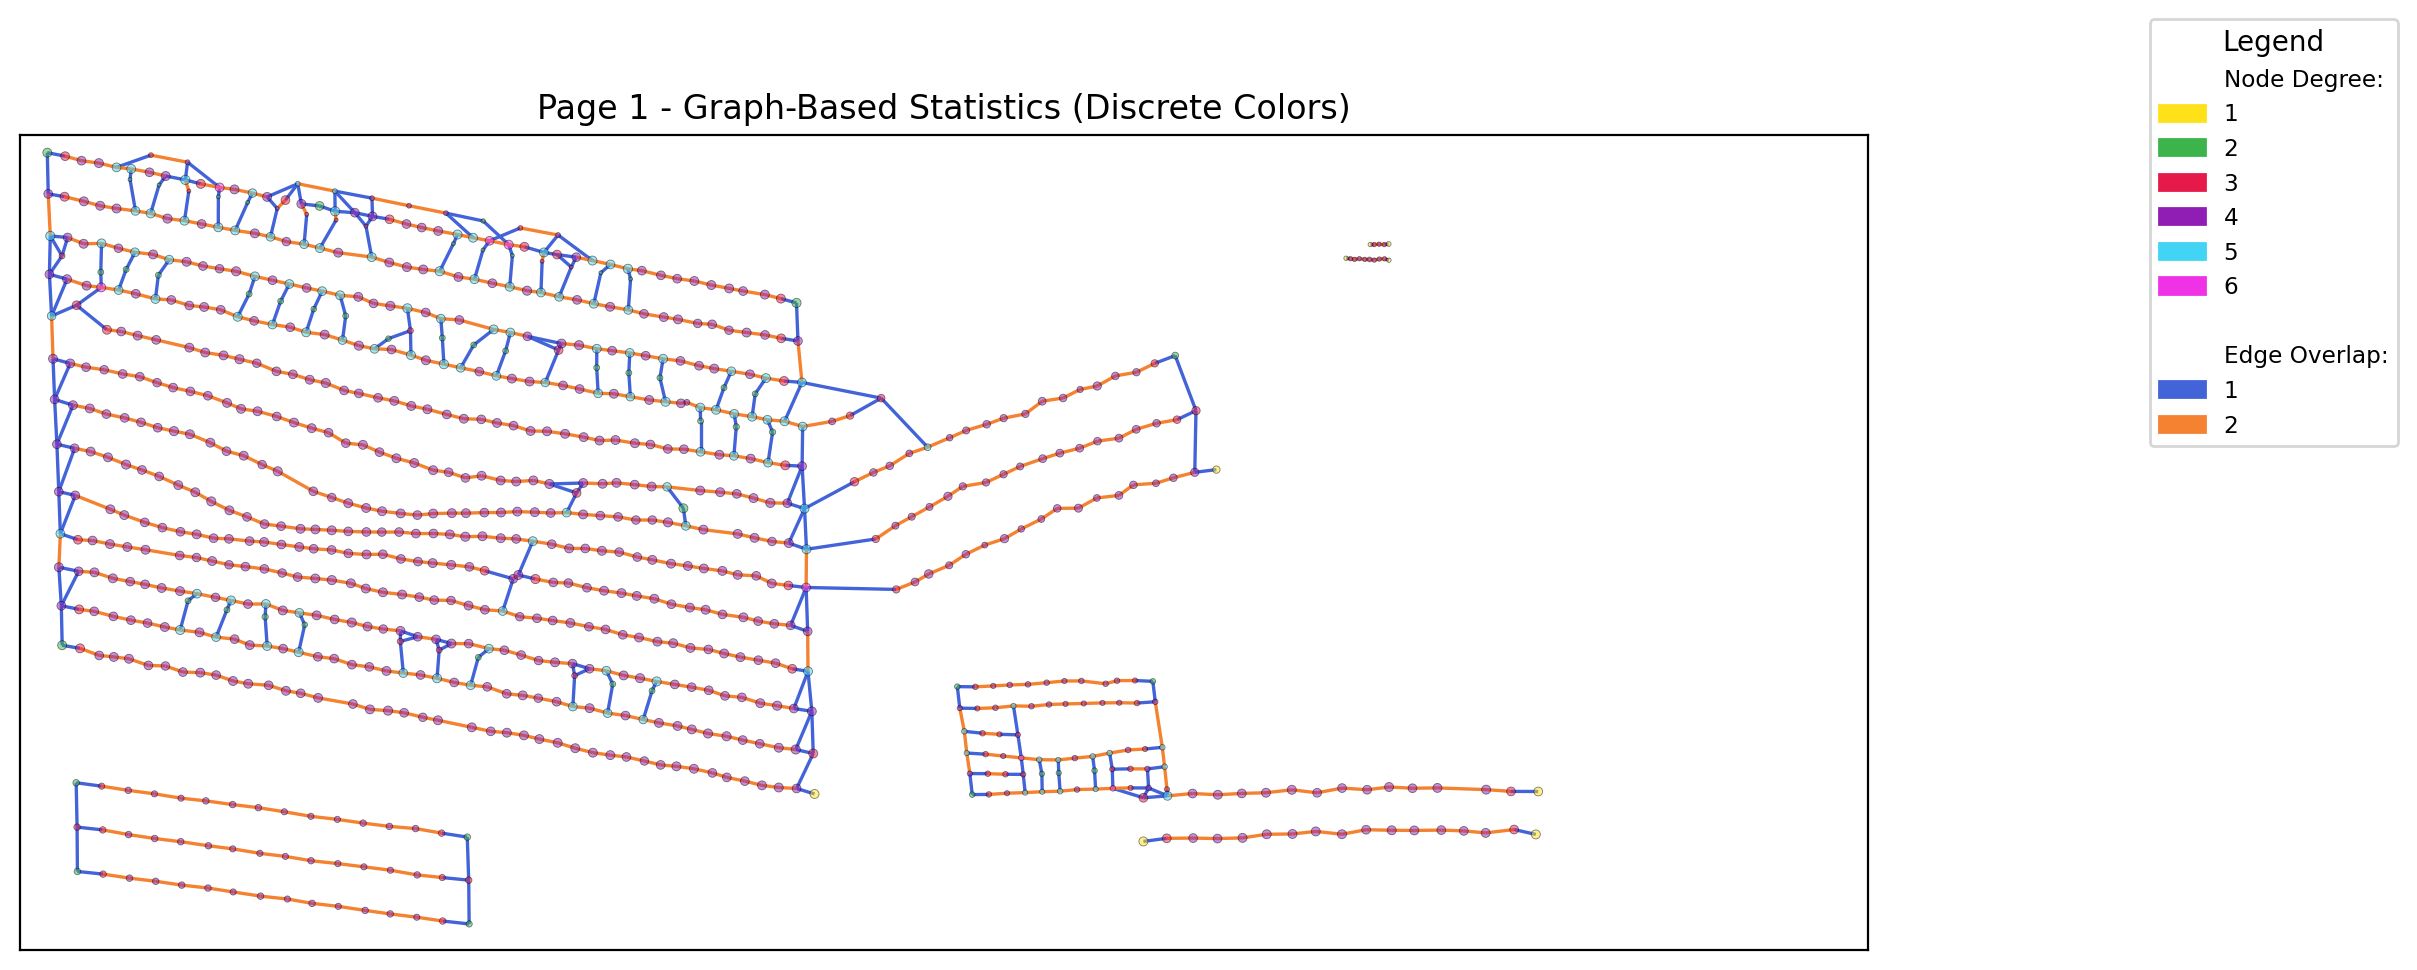 Page 1 - Graph-Based Statistics (Discrete Colors)
Legend
Node Degree:
1
2
3
4
5
6
Edge Overlap:
1
2